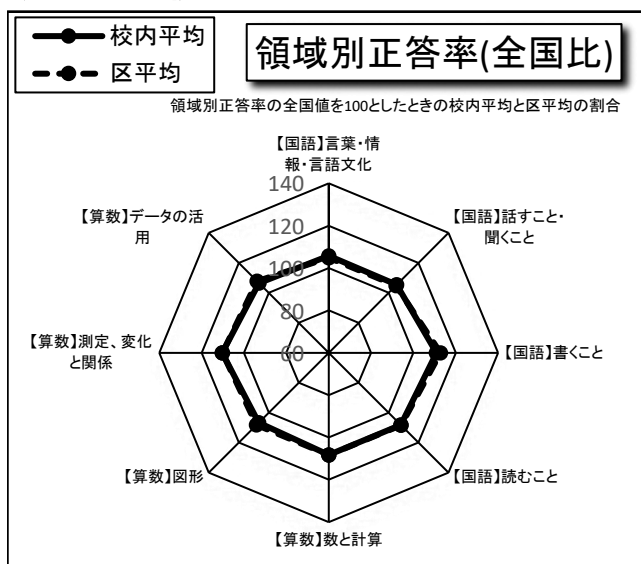 校内平均
区平均
領域別正答率(全国比)
領域別正答率の全国値を100としたときの校内平均と区平均の割合
【国語】言葉・情
報・言語文化
【国語】話すこと・
聞くこと
【国語】書くこと
【国語】読むこと
【算数】数と計算
【算数】図形
【算数】測定、変化
と関係
【算数】データの活
用
140
120
100
80
60